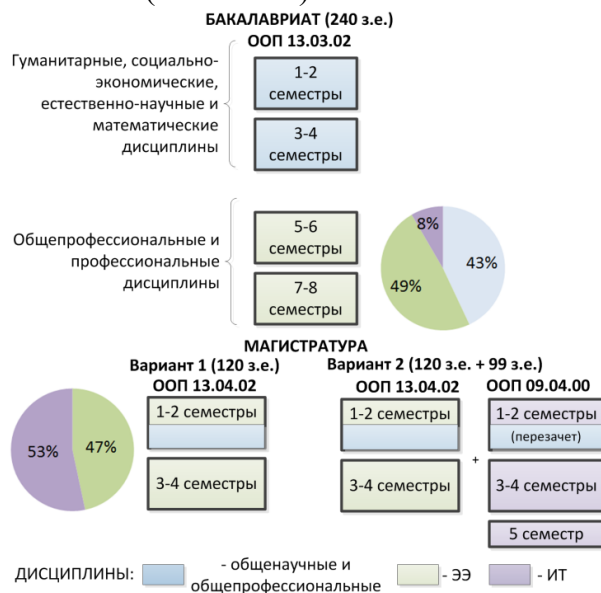 БАКАЛАВРИАТ (240 з.е.)
ООП 13.03.02
Гуманитарные, социально-
экономические,
естественно-научные и
математические
дисциплины
1-2
семестры
3-4
семестры
Общепрофессиональные и
профессиональные
дисциплины
5-6
семестры
7-8
семестры
8%
43%
49%
МАГИСТРАТУРА
Вариант 1 (120 з.е.)
ООП 13.04.02
53%
47%
1-2 семестры
3-4 семестры
Вариант 2 (120 з.е. + 99 з.е.)
ООП 13.04.02
ООП 09.04.00
1-2 семестры
3-4 семестры
+
1-2 семестры
(перезачет)
3-4 семестры
5 семестр
ДИСЦИПЛИНЫ:
- общенаучные и
общепрофессиональные
- ЭЭ
- ИТ